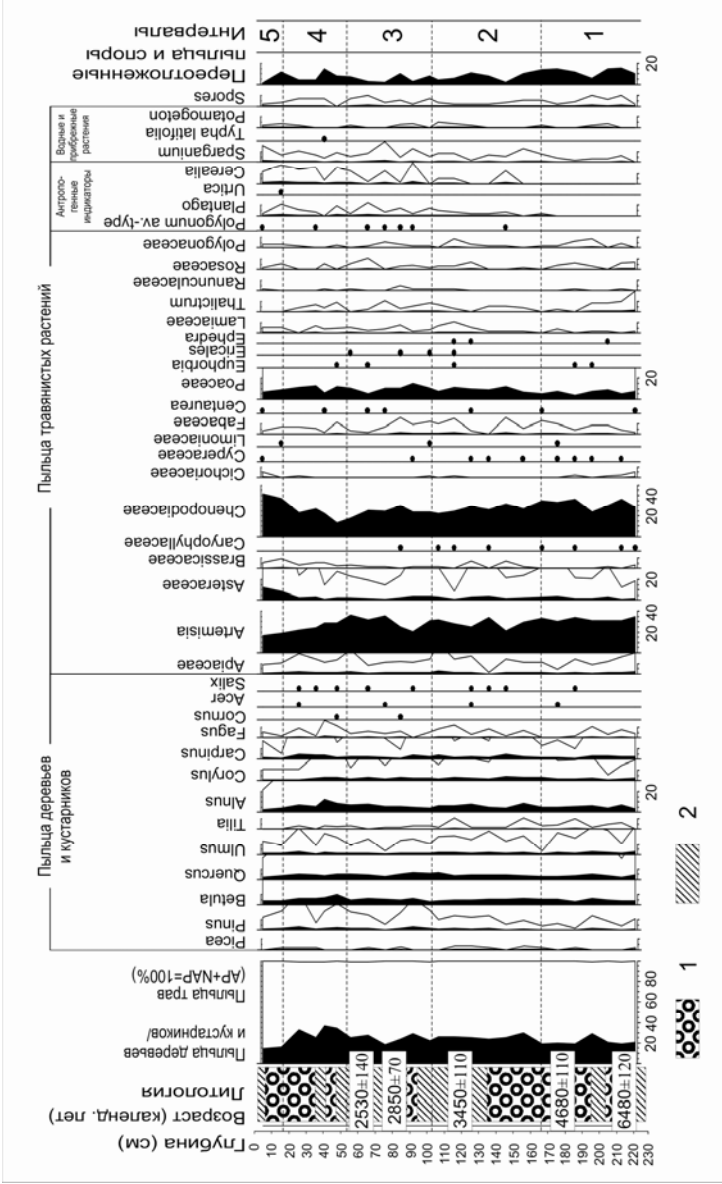 Глубина (см)
Возраст (календ. лет)
Литология
0
10
20
30
40
50
60
70
80
90
100
110
120
130
140
150
160
170
180
190
200
210
220
230
2530±140
2850±70
3450±110
4680±110
6480±120
Пыльца деревьев
и кустарников/
Пыльца трав
(AP+NAP=100%)
20 40 60 80
Пыльца деревьев
и кустарников
Picea
Pinus
Betula
Quercus
Ulmus
Tilia
Alnus
20
Corylus
Carpinus
Fagus
Cornus
Acer
Salix
Пыльца травянистых растений
Apiaceae
Artemisia
20 40
Asteraceae
20
Brassicaceae
Caryophyllaceae
Chenopodiaceae
20 40
Cichoriaceae
Cyperaceae
Limoniaceae
Fabaceae
Centaurea
Poaceae
20
Euphorbia
Ericales
Ephedra
Lamiaceae
Thalictrum
Ranunculaceae
Rosaceae
Polygonaceae
Антропо-
генные
индикаторы
Polygonum av.-type
Plantago
Urtica
Cerealia
Водные и
прибрежные
растения
Sparganium
Typha latifolia
Potamogeton
Spores
Переотложенные
пыльца и споры
20
Интервалы
5
4
3
2
1
1
2